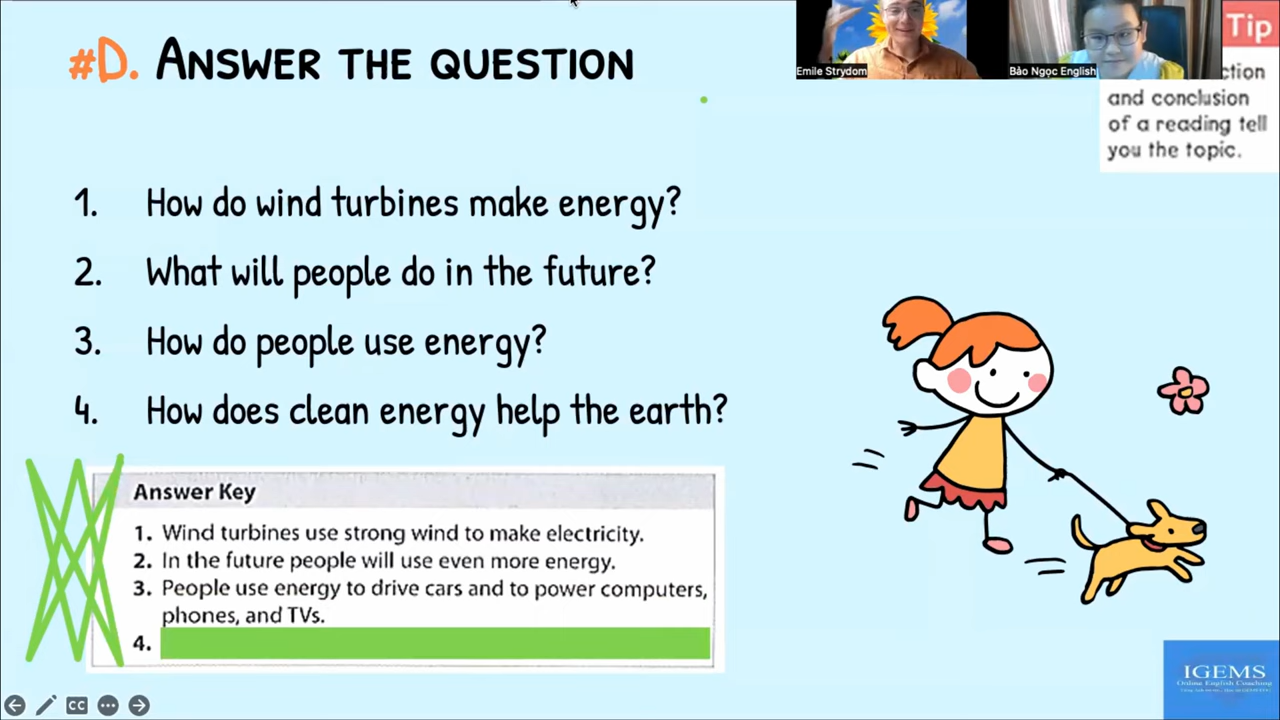 #D. ANSWER THE QUESTION
Emile Strydom
Bảo Ngọc English
Tip
ction
and conclusion
of a reading tell
you the topic.
1. How do wind turbines make energy?
2. What will people do in the future?
3. How do people use energy?
4. How does clean energy help the earth?
Answer Key
1. Wind turbines use strong wind to make electricity.
2. In the future people will use even more energy.
3. People use energy to drive cars and to power computers,
phones, and TVs.
4.
IGEMS
Online English Coaching
CC